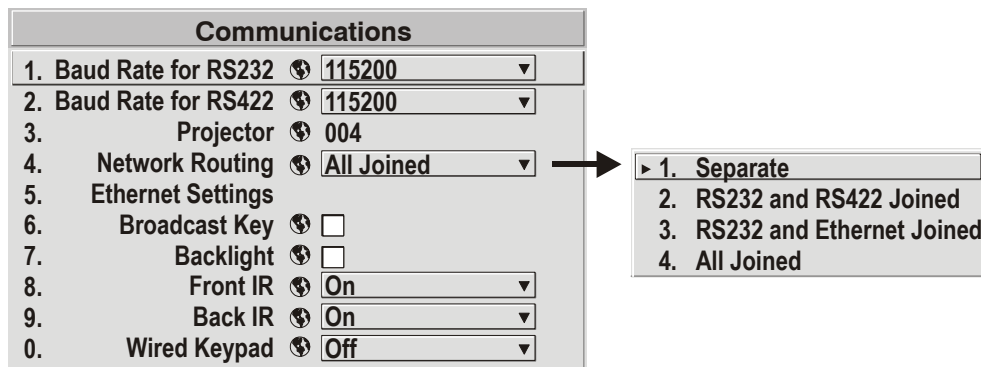 Communications
1. Baud Rate for RS232 115200
2. Baud Rate for RS422 115200
3. Projector 004
4. Network Routing All Joined
5. Ethernet Settings
6. Broadcast Key
7. Backlight
8. Front IR On
9. Back IR On
0. Wired Keypad Off
1. Separate
2. RS232 and RS422 Joined
3. RS232 and Ethernet Joined
4. All Joined